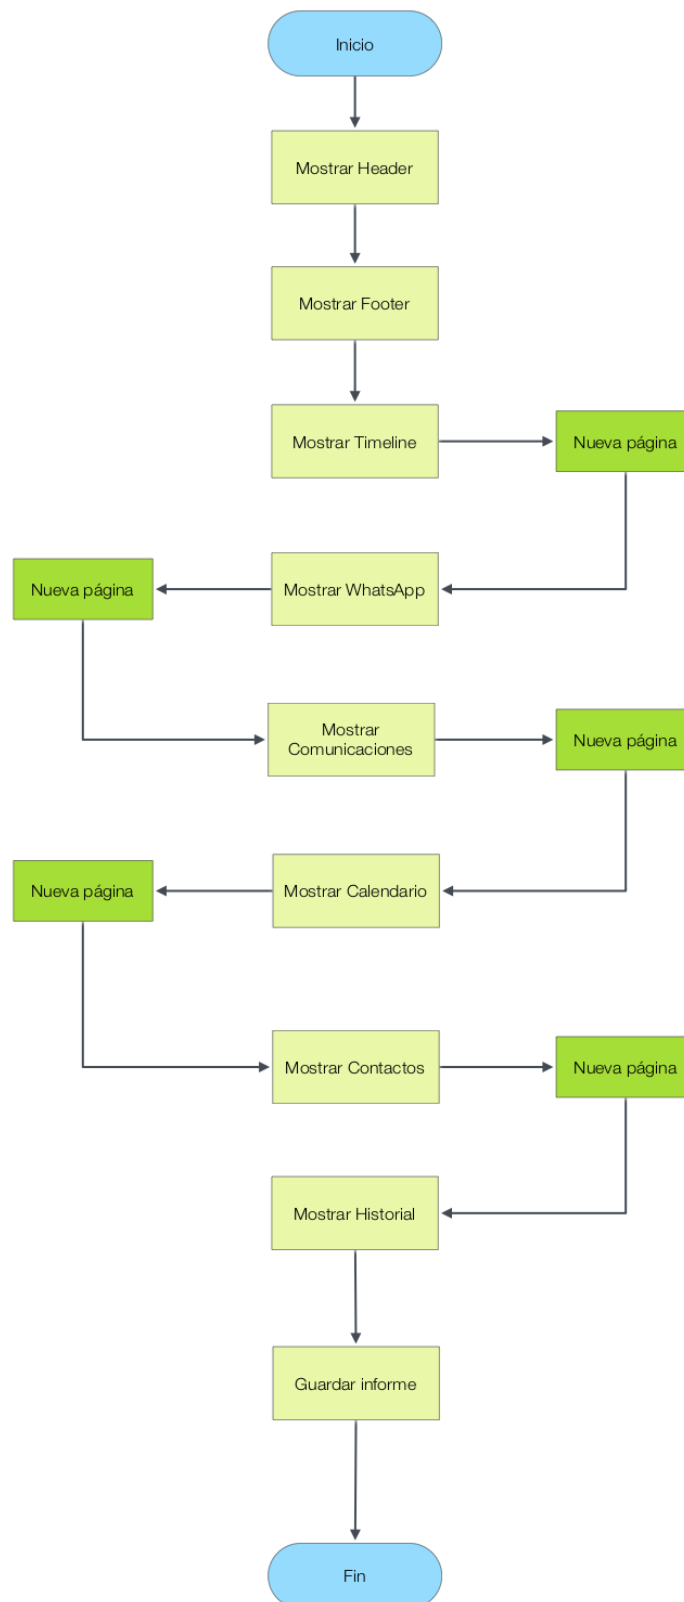 Inicio
Mostrar Header
Mostrar Footer
Mostrar Timeline
Nueva página
Mostrar WhatsApp
Nueva página
Mostrar
Comunicaciones
Nueva página
Mostrar Calendario
Nueva página
Mostrar Contactos
Nueva página
Mostrar Historial
Guardar informe
Fin